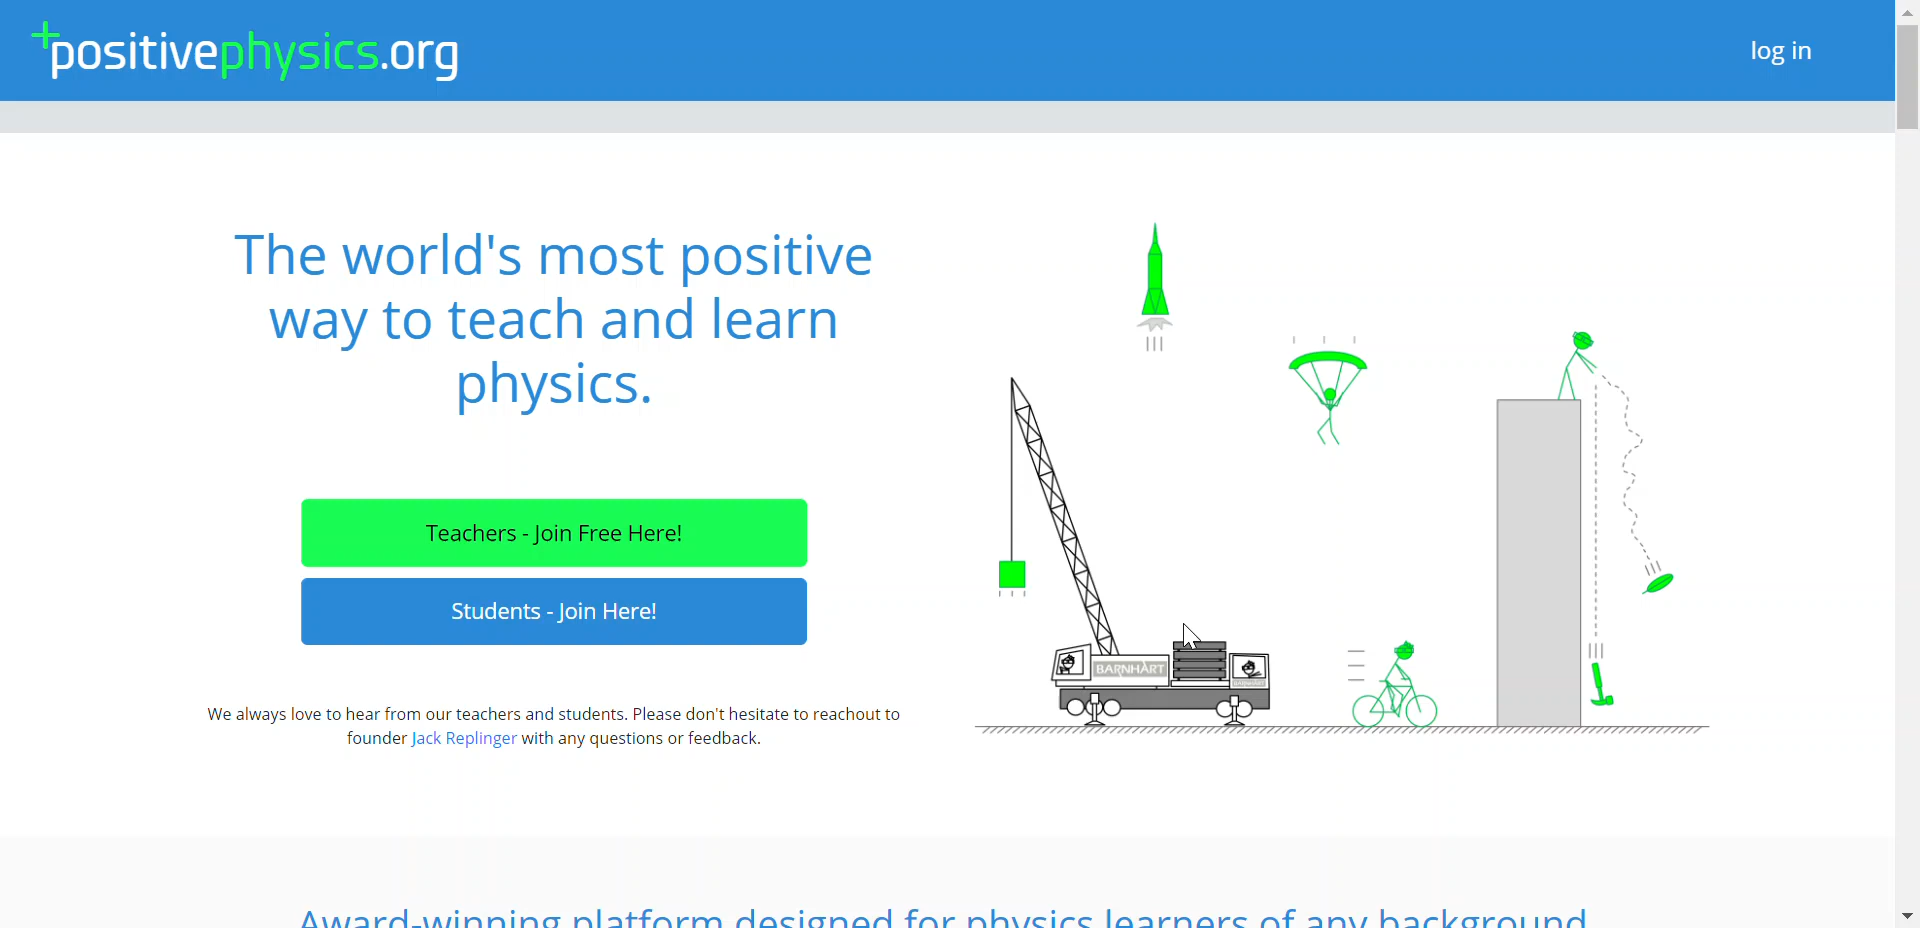 +positivephysics.org
log in
The world's most positive
way to teach and learn
physics.
Teachers - Join Free Here!
Students - Join Here!
We always love to hear from our teachers and students. Please don't hesitate to reachout to
founder Jack Replinger with any questions or feedback.
BARNHART
BARNHART
Award-winning platform designed for physics learners of any background